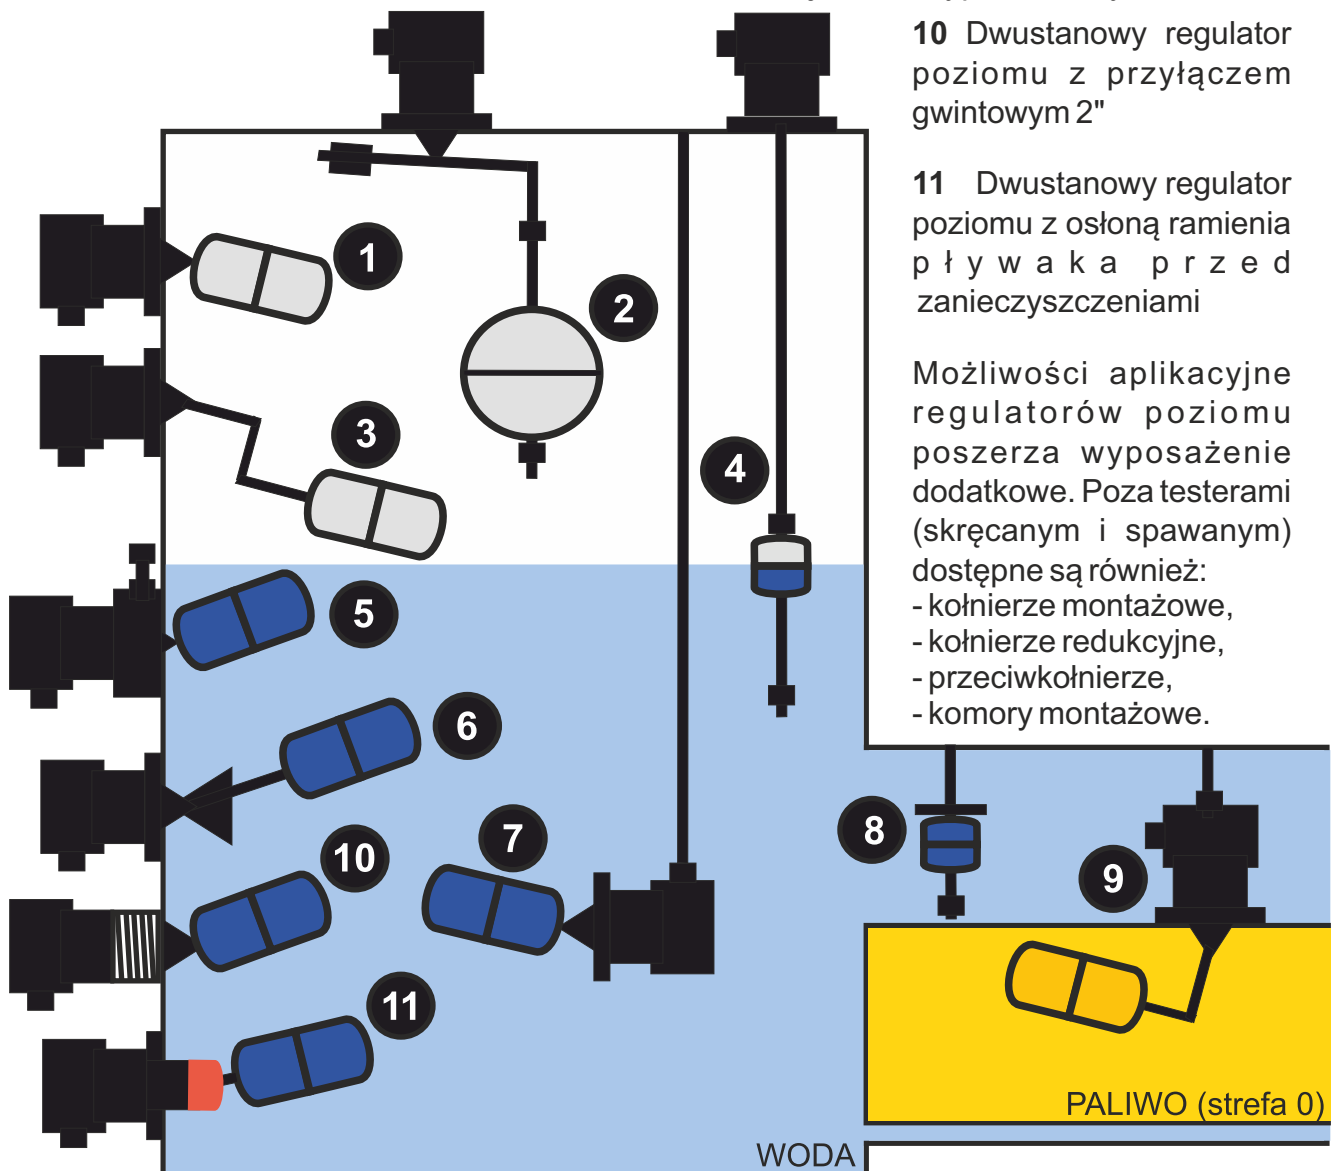 10 Dwustanowy regulator
poziomu z przyłączem
gwintowym 2"
11 Dwustanowy regulator
poziomu z osłoną ramienia
pływaka przed
zanieczyszczeniami
Możliwości aplikacyjne
regulatorów poziomu
poszerza wyposażenie
dodatkowe. Poza testerami
(skręcanym i spawanym)
dostępne są również:
- kołnierze montażowe,
- kołnierze redukcyjne,
- przeciwkołnierze,
- komory montażowe.
1
2
3
4
5
6
7
8
9
10
11
PALIWO (strefa 0)
WODA